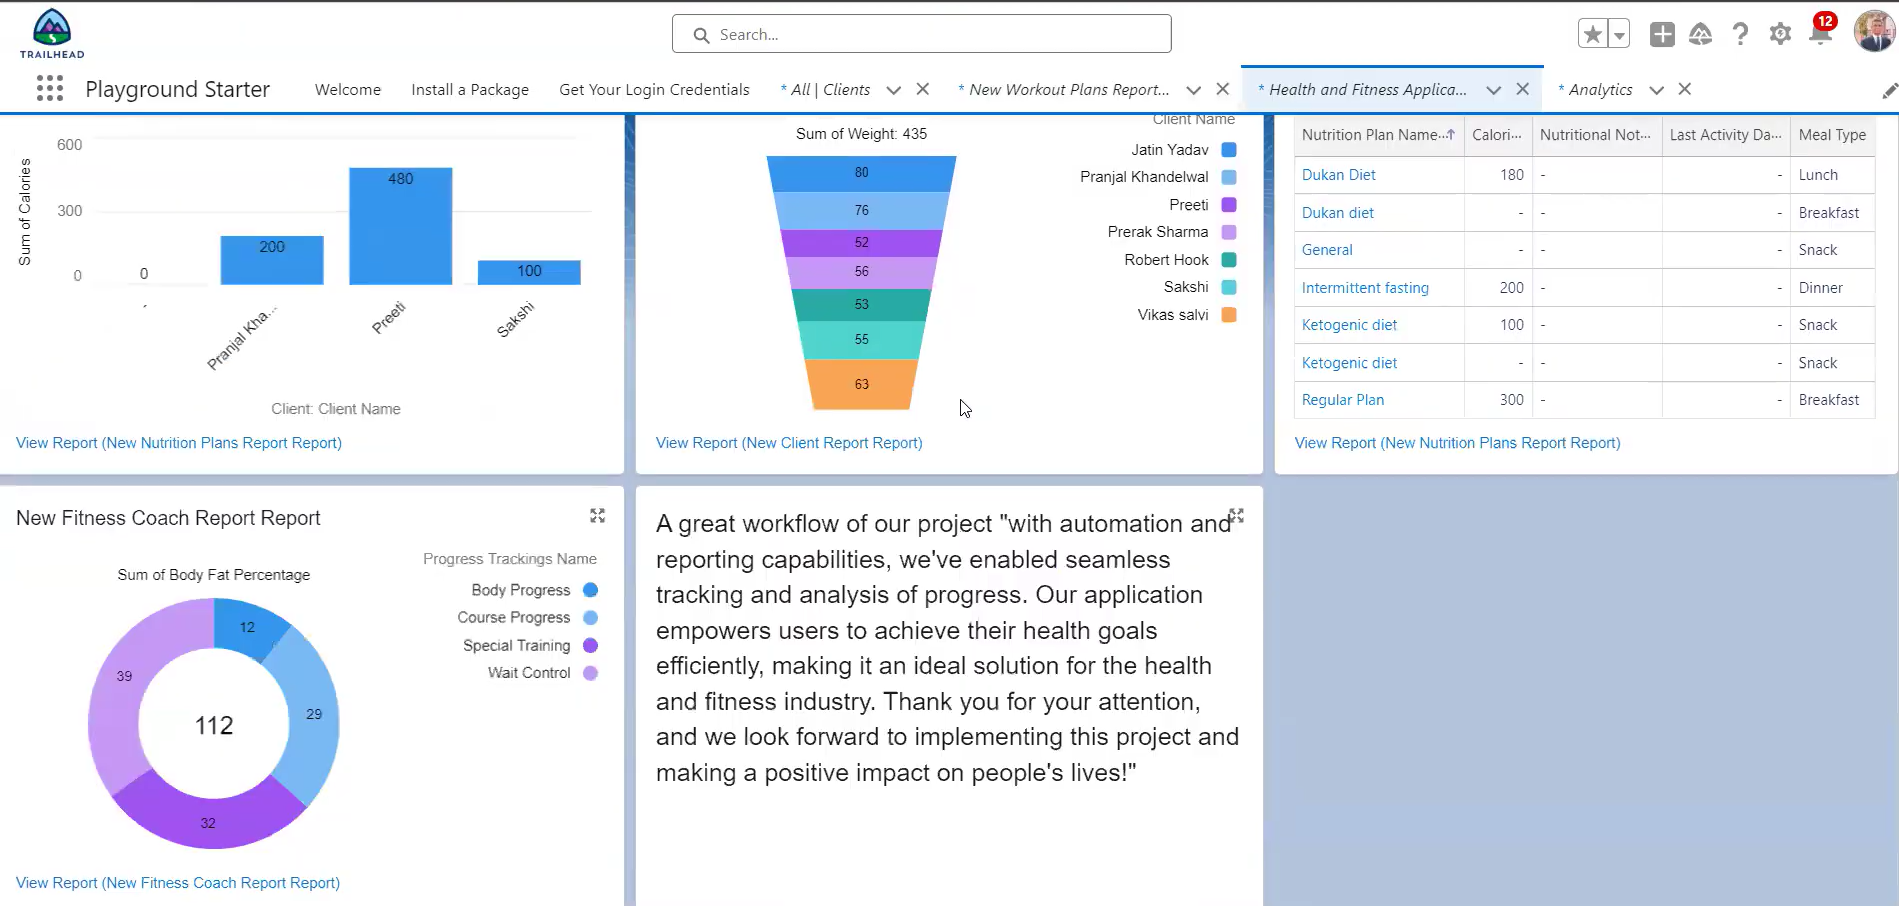 TRAILHEAD
Search...
12
Playground Starter
Welcome
Install a Package
Get Your Login Credentials
* All | Clients
* New Workout Plans Report...
* Health and Fitness Applica...
* Analytics
600
300
0
Sum of Calories
0
200
480
100
-
Pranjal Kha...
Preeti
Sakshi
Client: Client Name
View Report (New Nutrition Plans Report Report)
Sum of Weight: 435
80
76
52
56
53
55
63
Client Name
Jatin Yadav
Pranjal Khandelwal
Preeti
Prerak Sharma
Robert Hook
Sakshi
Vikas salvi
View Report (New Client Report Report)
Nutrition Plan Name... Calori... Nutritional Not... Last Activity Da... Meal Type
Dukan Diet 180 - - Lunch
Dukan diet - - - Breakfast
General - - - Snack
Intermittent fasting 200 - - Dinner
Ketogenic diet 100 - - Snack
Ketogenic diet - - - Snack
Regular Plan 300 - - Breakfast
View Report (New Nutrition Plans Report Report)
New Fitness Coach Report Report
Sum of Body Fat Percentage
12
29
32
39
112
Progress Trackings Name
Body Progress
Course Progress
Special Training
Wait Control
View Report (New Fitness Coach Report Report)
A great workflow of our project "with automation and
reporting capabilities, we've enabled seamless
tracking and analysis of progress. Our application
empowers users to achieve their health goals
efficiently, making it an ideal solution for the health
and fitness industry. Thank you for your attention,
and we look forward to implementing this project and
making a positive impact on people's lives!"